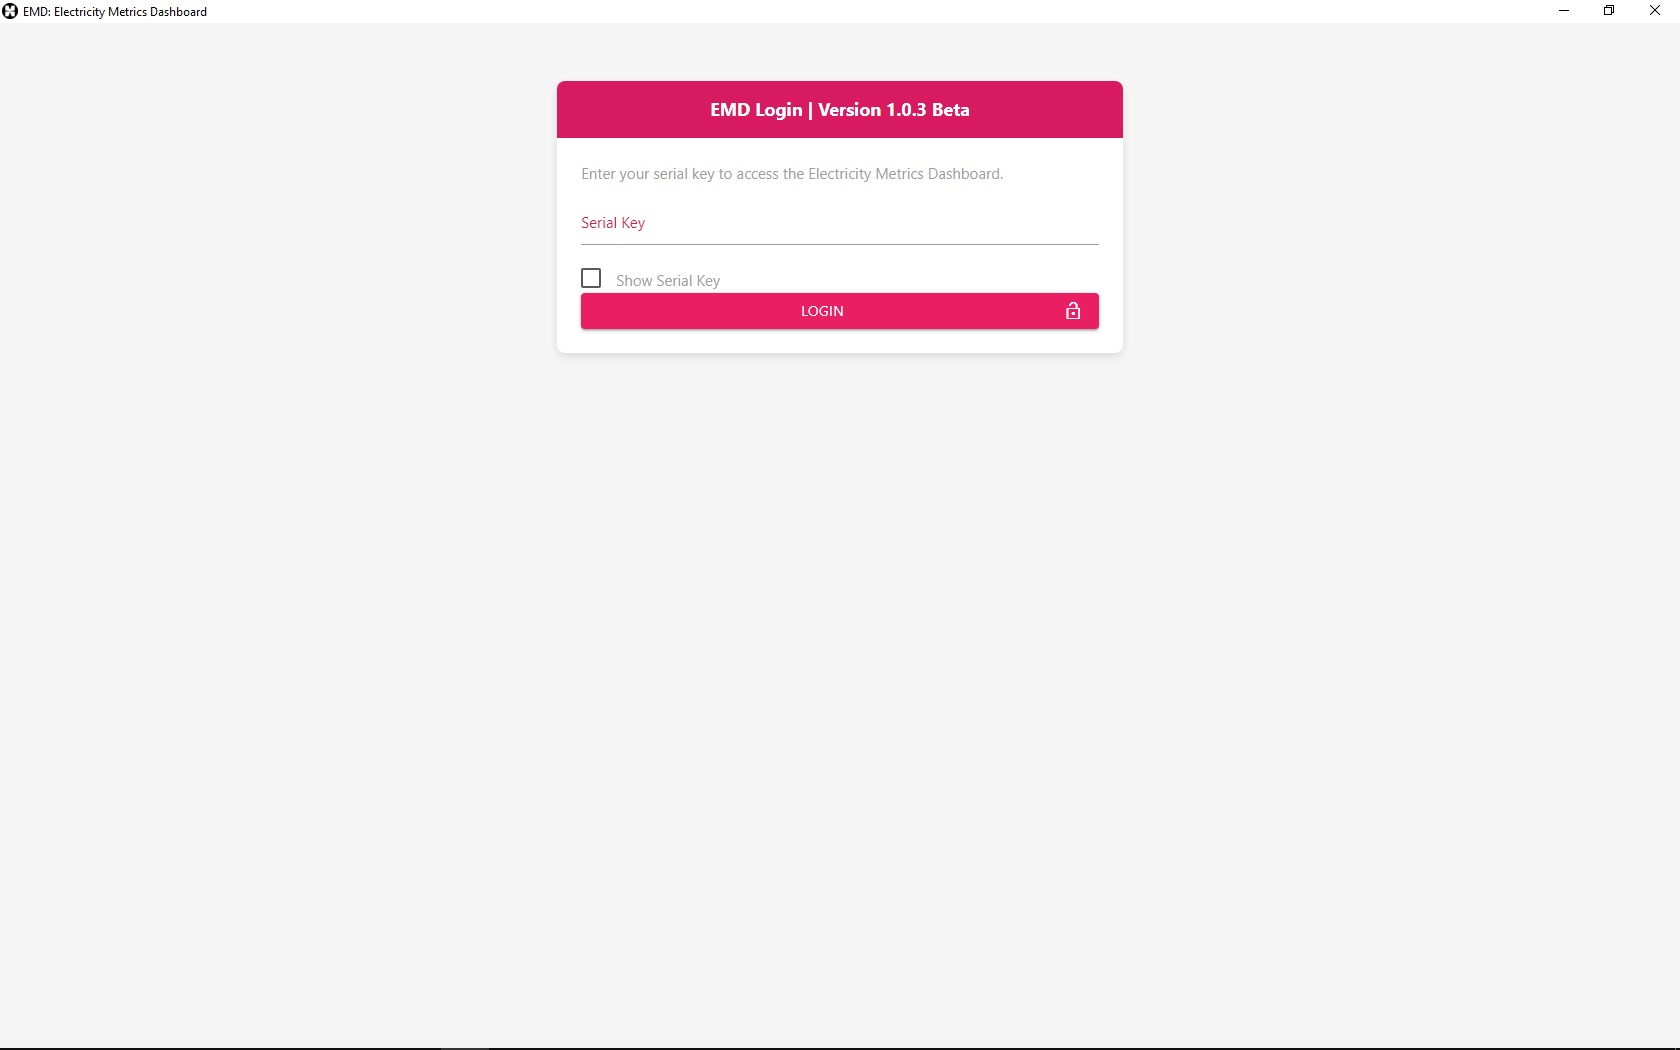 EMD: Electricity Metrics Dashboard
EMD Login | Version 1.0.3 Beta
Enter your serial key to access the Electricity Metrics Dashboard.
Serial Key
Show Serial Key
LOGIN